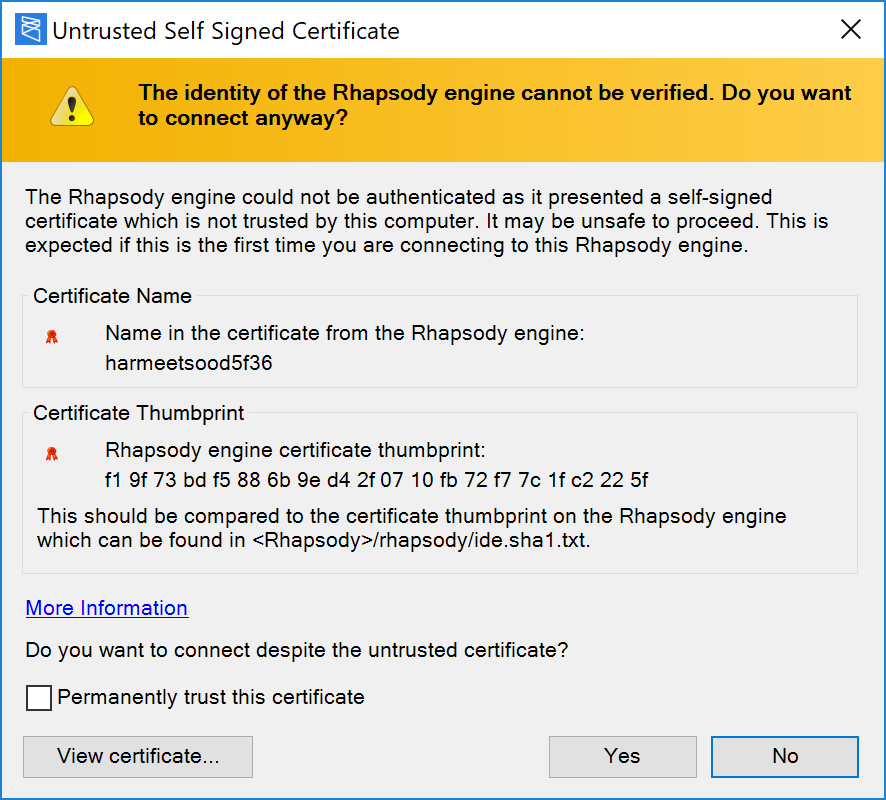 Untrusted Self Signed Certificate
The identity of the Rhapsody engine cannot be verified. Do you want
to connect anyway?
The Rhapsody engine could not be authenticated as it presented a self-signed
certificate which is not trusted by this computer. It may be unsafe to proceed. This is
expected if this is the first time you are connecting to this Rhapsody engine.
Certificate Name
Name in the certificate from the Rhapsody engine:
harmeetsood5f36
Certificate Thumbprint
Rhapsody engine certificate thumbprint:
f1 9f 73 bd f5 88 6b 9e d4 2f 07 10 fb 72 f7 7c 1f c2 22 5f
This should be compared to the certificate thumbprint on the Rhapsody engine
which can be found in <Rhapsody>/rhapsody/ide.sha1.txt.
More Information
Do you want to connect despite the untrusted certificate?
Permanently trust this certificate
View certificate... Yes No